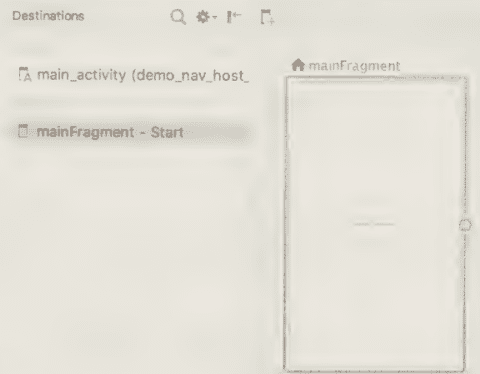 Destinations
main_activity (demo_nav_host_
mainFragment - Start
mainFragment